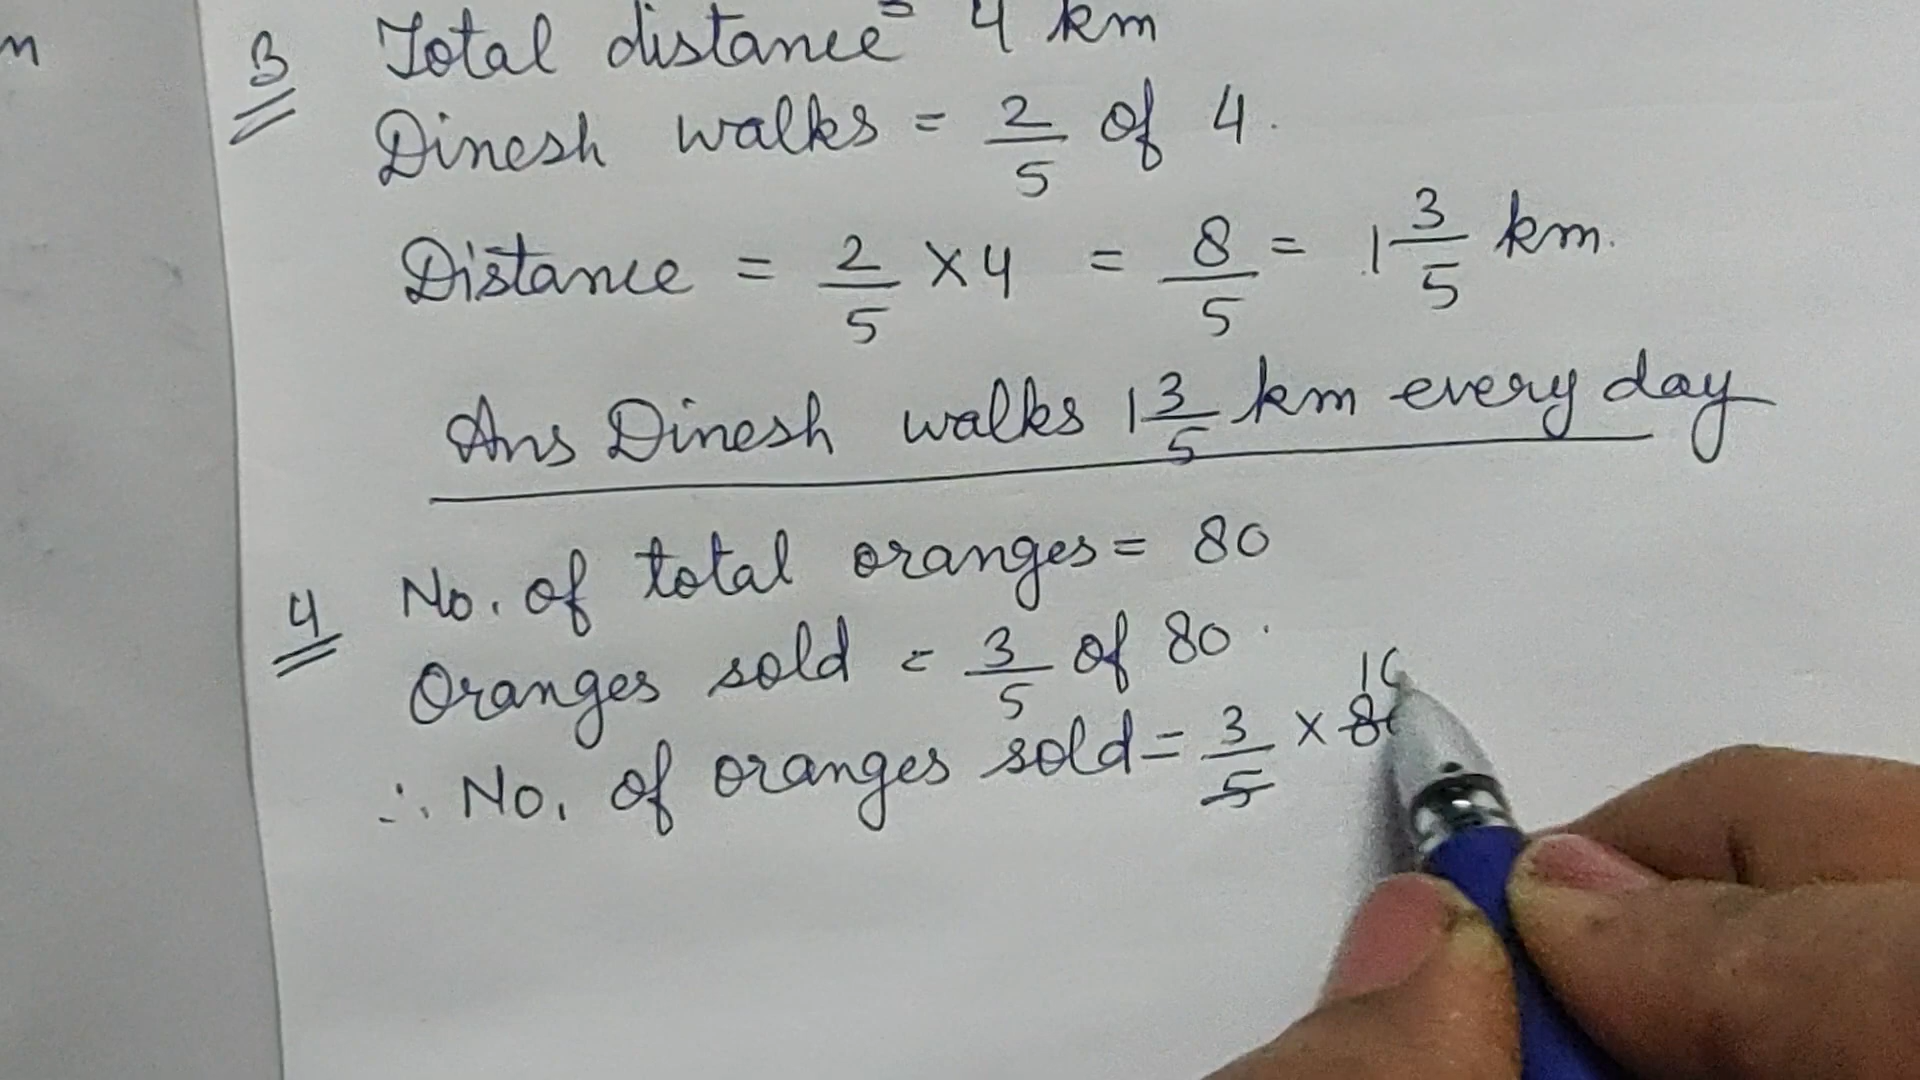 n
3 Total distance = 4 km
Dinesh walks = 2/5 of 4.
Distance = 2/5 × 4 = 8/5 = 1 3/5 km.
Ans Dinesh walks 1 3/5 km every day
4 No. of total oranges = 80
Oranges sold = 3/5 of 80.
16
∴ No. of oranges sold = 3/5 × 80